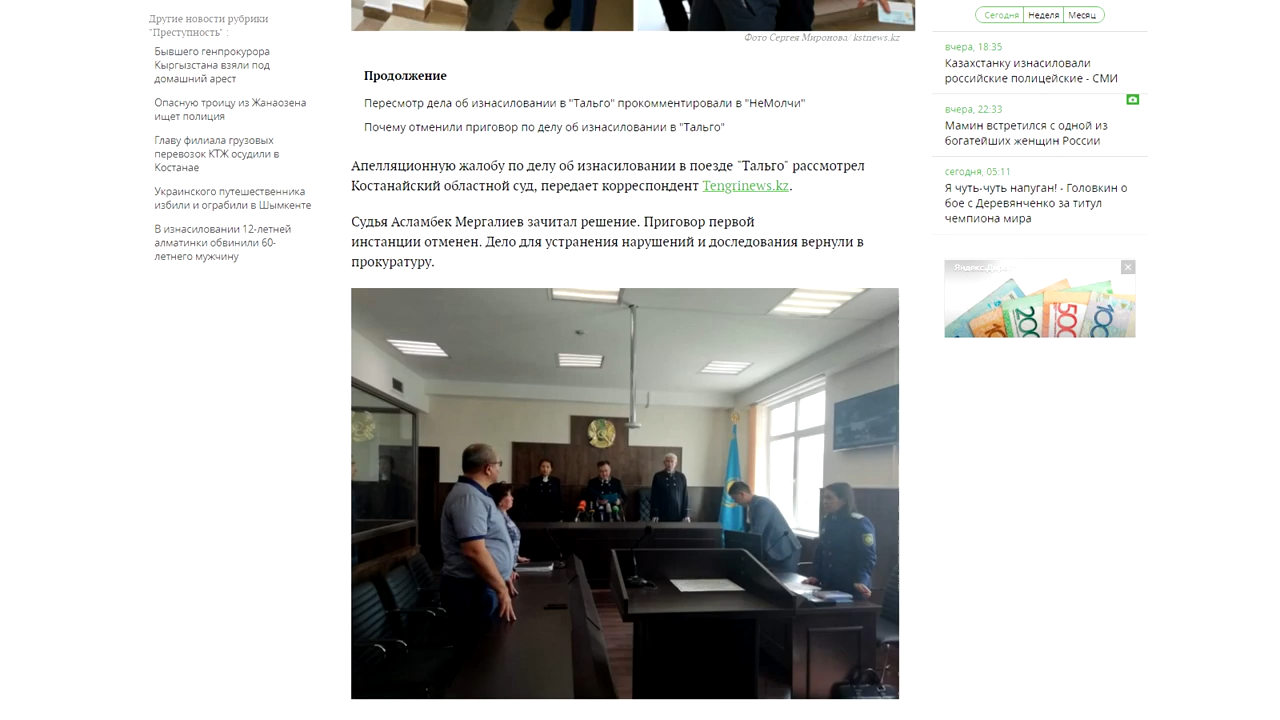 Другие новости рубрики
"Преступность" :
Бывшего генпрокурора
Кыргызстана взяли под
домашний арест
Опасную троицу из Жанаозена
ищет полиция
Главу филиала грузовых
перевозок КТЖ осудили в
Костанае
Украинского путешественника
избили и ограбили в Шымкенте
В изнасиловании 12-летней
алматинки обвинили 60-
летнего мужчину
Фото Сергея Миронова/ kstnews.kz
Продолжение
Пересмотр дела об изнасиловании в "Тальго" прокомментировали в "НеМолчи"
Почему отменили приговор по делу об изнасиловании в "Тальго"
Апелляционную жалобу по делу об изнасиловании в поезде "Тальго" рассмотрел
Костанайский областной суд, передает корреспондент Tengrinews.kz.
Судья Асламбек Мергалиев зачитал решение. Приговор первой
инстанции отменен. Дело для устранения нарушений и доследования вернули в
прокуратуру.
Сегодня Неделя Месяц
вчера, 18:35
Казахстанку изнасиловали
российские полицейские - СМИ
вчера, 22:33
Мамин встретился с одной из
богатейших женщин России
сегодня, 05:11
Я чуть-чуть напуган! - Головкин о
бое с Деревянченко за титул
чемпиона мира